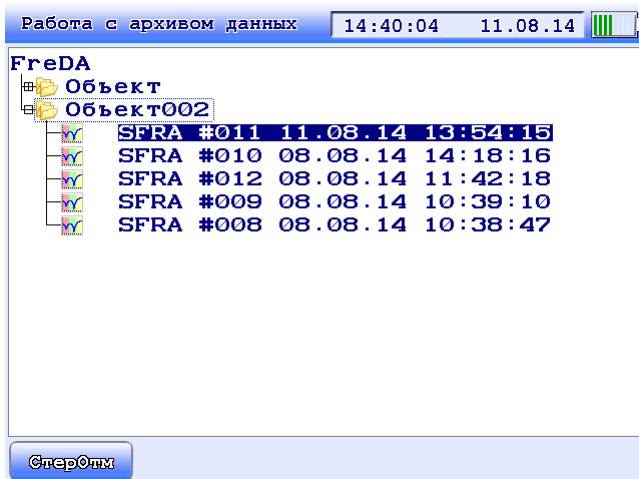 Работа с архивом данных 14:40:04 11.08.14
FreDA
Обьект
Обьект002
SFRA #011 11.08.14 13:54:15
SFRA #010 08.08.14 14:18:16
SFRA #012 08.08.14 11:42:18
SFRA #009 08.08.14 10:39:10
SFRA #008 08.08.14 10:38:47
СтерОтм